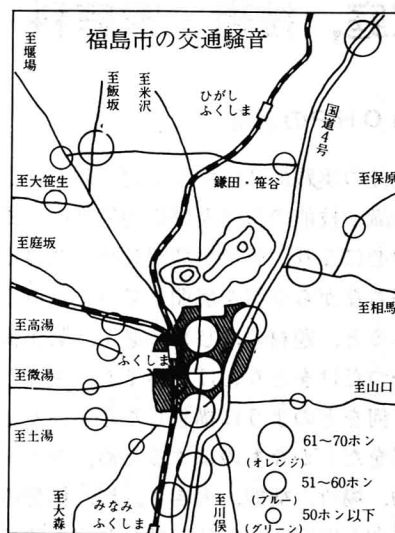 福島市の交通騒音
至堰場
至飯坂
至米沢
ひがし
ふくしま
国道4号
至大笹生
鎌田・笹谷
至保原
至庭坂
至相馬
至高湯
ふくしま
至微湯
至山口
至土湯
61~70ホン
(オレンジ)
51~60ホン
(ブルー)
50ホン以下
(グリーン)
至大森
みなみ
ふくしま
至川俣